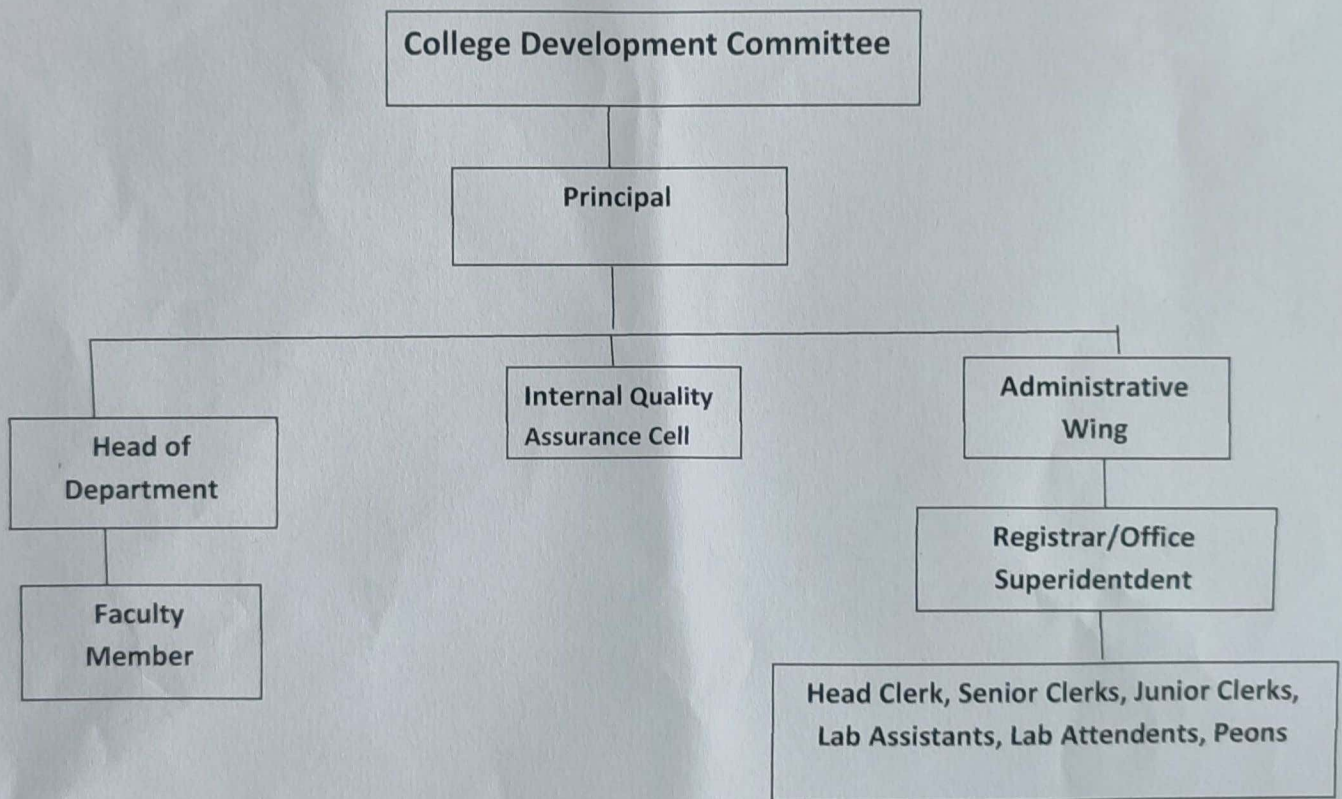 College Development Committee
Principal
Internal Quality
Assurance Cell
Administrative
Wing
Head of
Department
Registrar/Office
Superidentdent
Faculty
Member
Head Clerk, Senior Clerks, Junior Clerks,
Lab Assistants, Lab Attendents, Peons